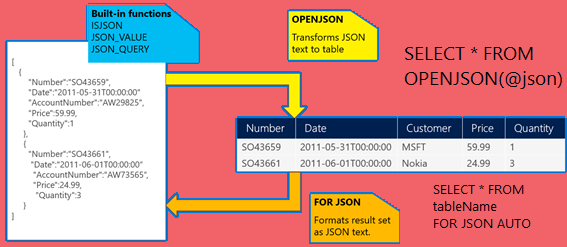 Built-in functions
ISJSON
JSON_VALUE
JSON_QUERY
OPENJSON
Transforms JSON
text to table
SELECT * FROM
OPENJSON(@json)
[
{
"Number":"SO43659",
"Date":"2011-05-31T00:00:00"
"AccountNumber":"AW29825",
"Price":59.99,
"Quantity":1
},
{
"Number":"SO43661",
"Date":"2011-06-01T00:00:00"
"AccountNumber":"AW73565",
"Price":24.99,
"Quantity":3
}
]
Number Date Customer Price Quantity
SO43659 2011-05-31T00:00:00 MSFT 59.99 1
SO43661 2011-06-01T00:00:00 Nokia 24.99 3
FOR JSON
Formats result set
as JSON text.
SELECT * FROM
tableName
FOR JSON AUTO